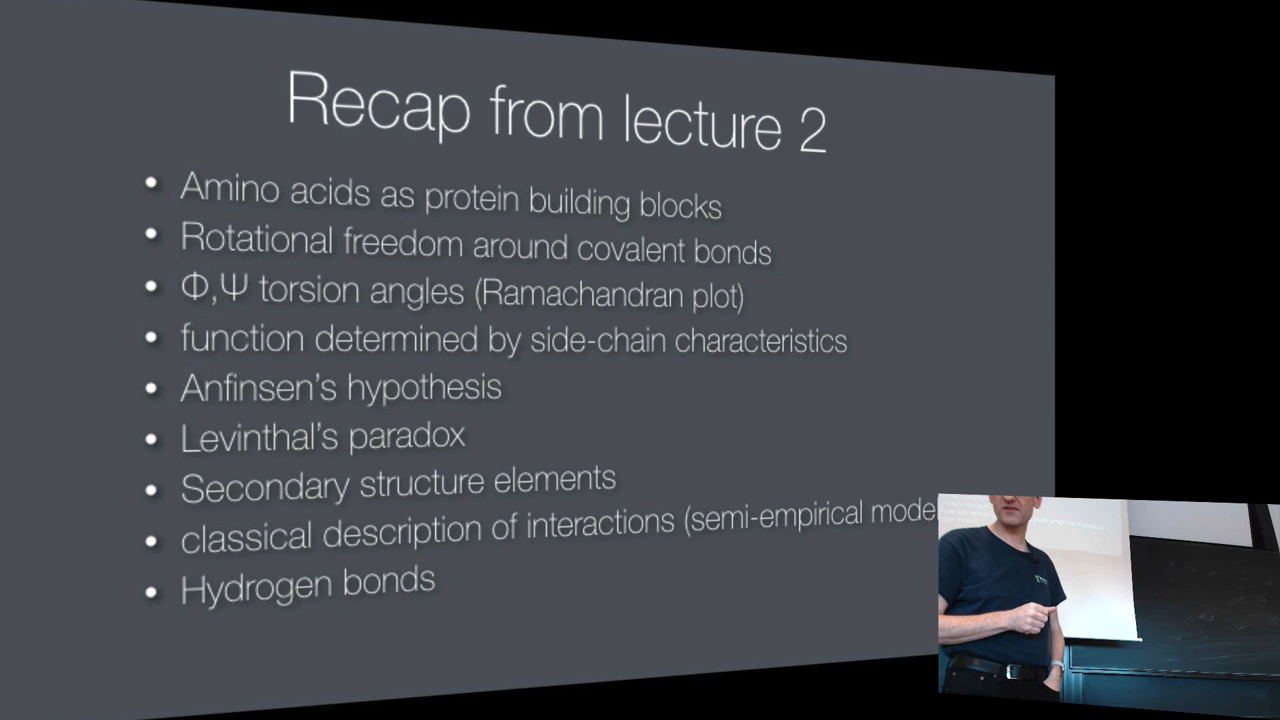 Recap from lecture 2
• Amino acids as protein building blocks
• Rotational freedom around covalent bonds
• Φ,Ψ torsion angles (Ramachandran plot)
• function determined by side-chain characteristics
• Anfinsen’s hypothesis
• Levinthal’s paradox
• Secondary structure elements
• classical description of interactions (semi-empirical model
• Hydrogen bonds